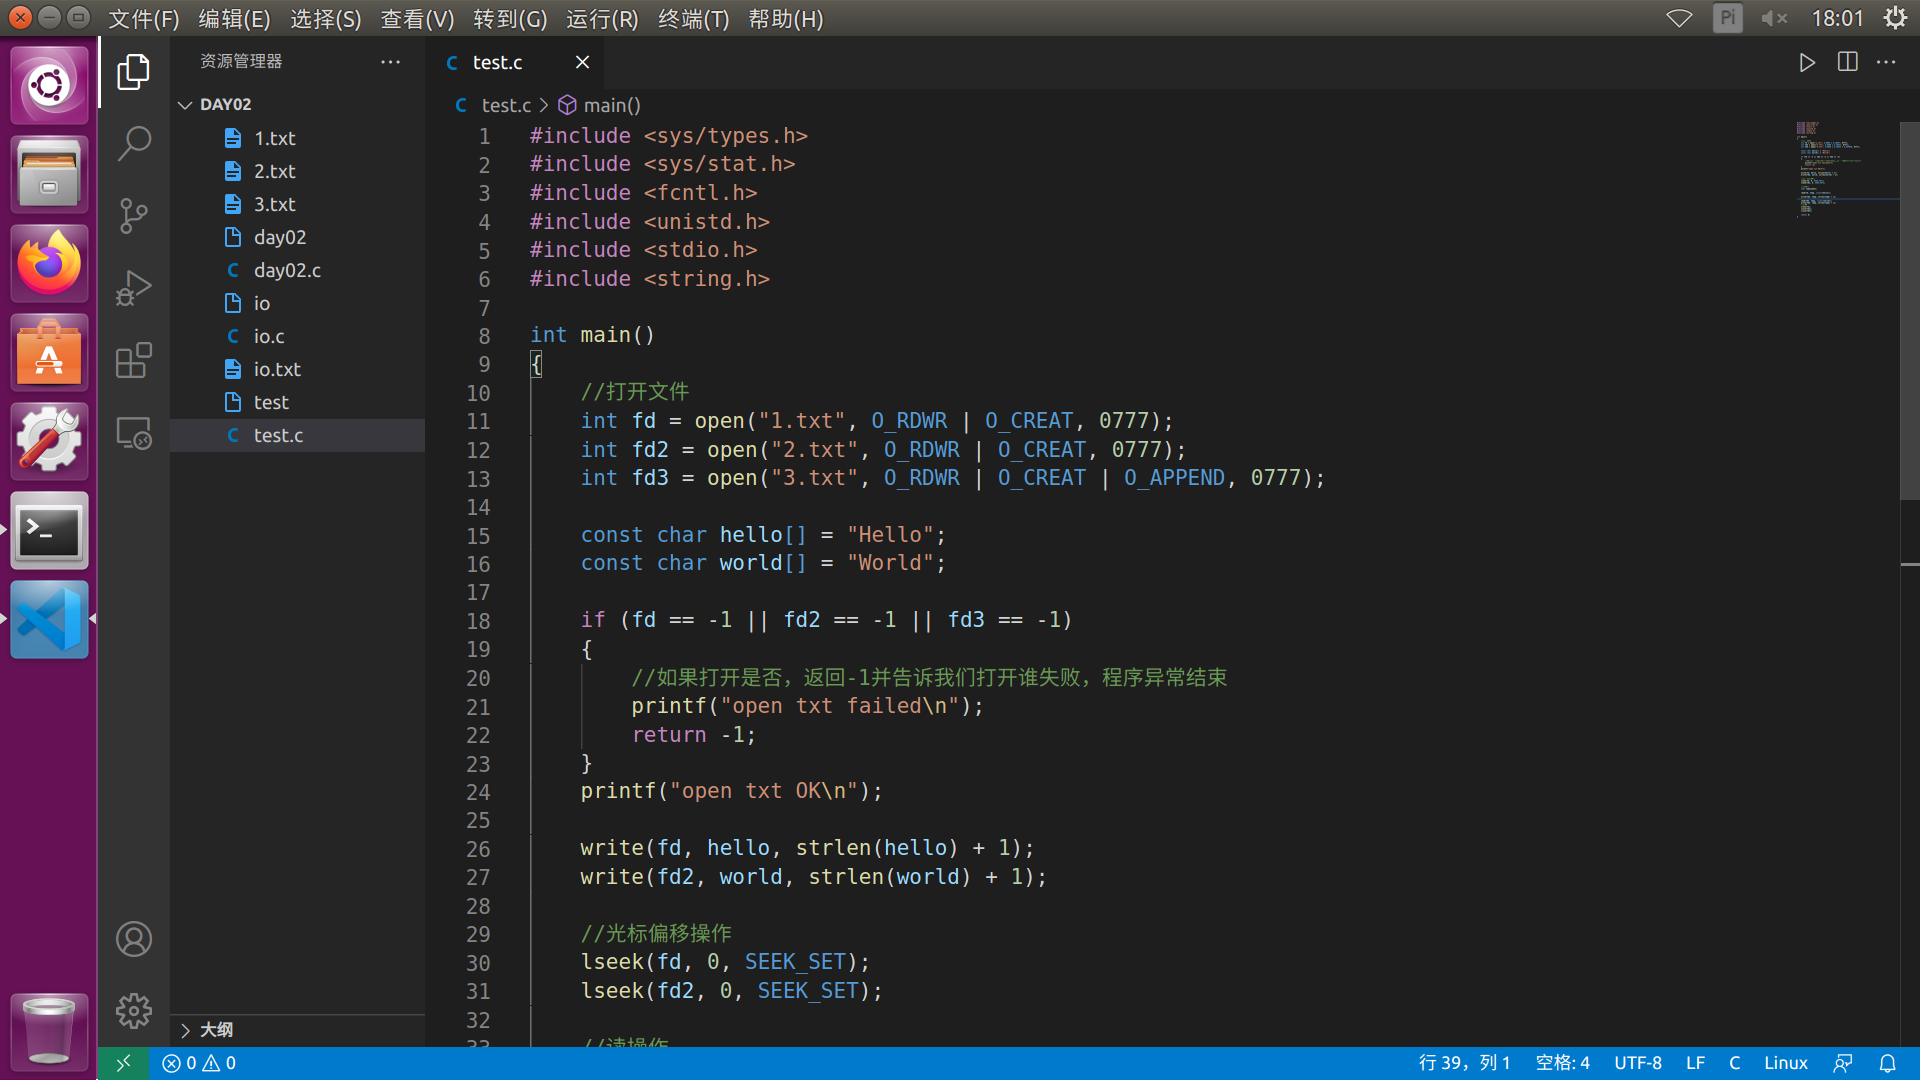 文件(F) 编辑(E) 选择(S) 查看(V) 转到(G) 运行(R) 终端(T) 帮助(H)
Pi 18:01
资源管理器 ···
DAY02
1.txt
2.txt
3.txt
day02
C day02.c
io
C io.c
io.txt
test
C test.c
大纲
C test.c
C test.c > main()
1 #include <sys/types.h>
2 #include <sys/stat.h>
3 #include <fcntl.h>
4 #include <unistd.h>
5 #include <stdio.h>
6 #include <string.h>
7
8 int main()
9 {
10 //打开文件
11 int fd = open("1.txt", O_RDWR | O_CREAT, 0777);
12 int fd2 = open("2.txt", O_RDWR | O_CREAT, 0777);
13 int fd3 = open("3.txt", O_RDWR | O_CREAT | O_APPEND, 0777);
14
15 const char hello[] = "Hello";
16 const char world[] = "World";
17
18 if (fd == -1 || fd2 == -1 || fd3 == -1)
19 {
20 //如果打开是否，返回-1并告诉我们打开谁失败，程序异常结束
21 printf("open txt failed\n");
22 return -1;
23 }
24 printf("open txt OK\n");
25
26 write(fd, hello, strlen(hello) + 1);
27 write(fd2, world, strlen(world) + 1);
28
29 //光标偏移操作
30 lseek(fd, 0, SEEK_SET);
31 lseek(fd2, 0, SEEK_SET);
32
33 //读操作
0 0 行 39，列 1 空格: 4 UTF-8 LF C Linux